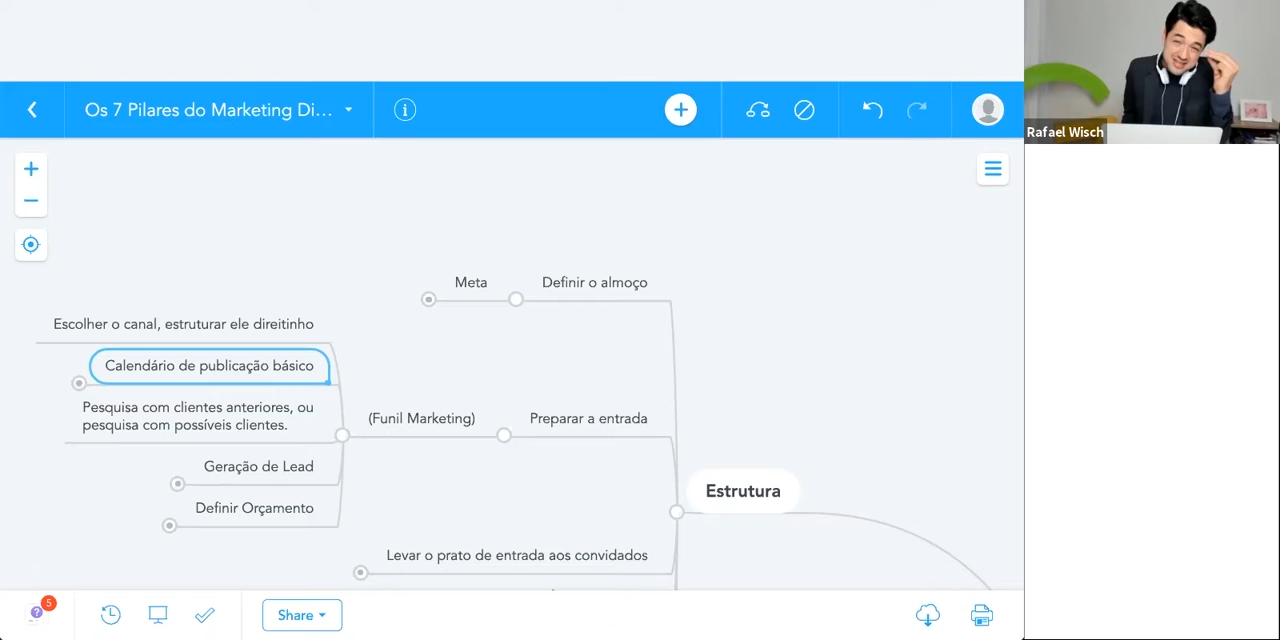 Os 7 Pilares do Marketing Di...
Rafael Wisch
Meta
Definir o almoço
Escolher o canal, estruturar ele direitinho
Calendário de publicação básico
Pesquisa com clientes anteriores, ou
pesquisa com possíveis clientes.
(Funil Marketing)
Preparar a entrada
Geração de Lead
Definir Orçamento
Estrutura
Levar o prato de entrada aos convidados
5
Share